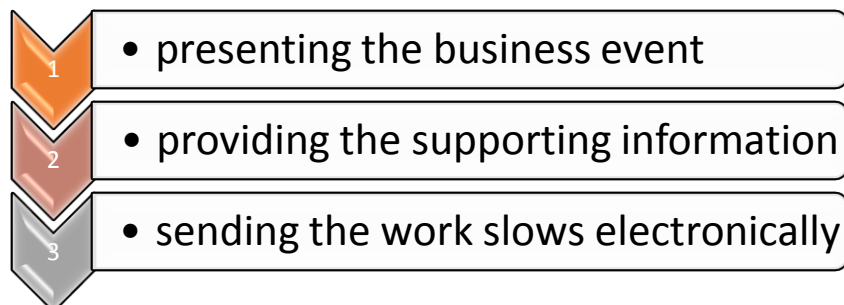 1 • presenting the business event
2 • providing the supporting information
3 • sending the work slows electronically